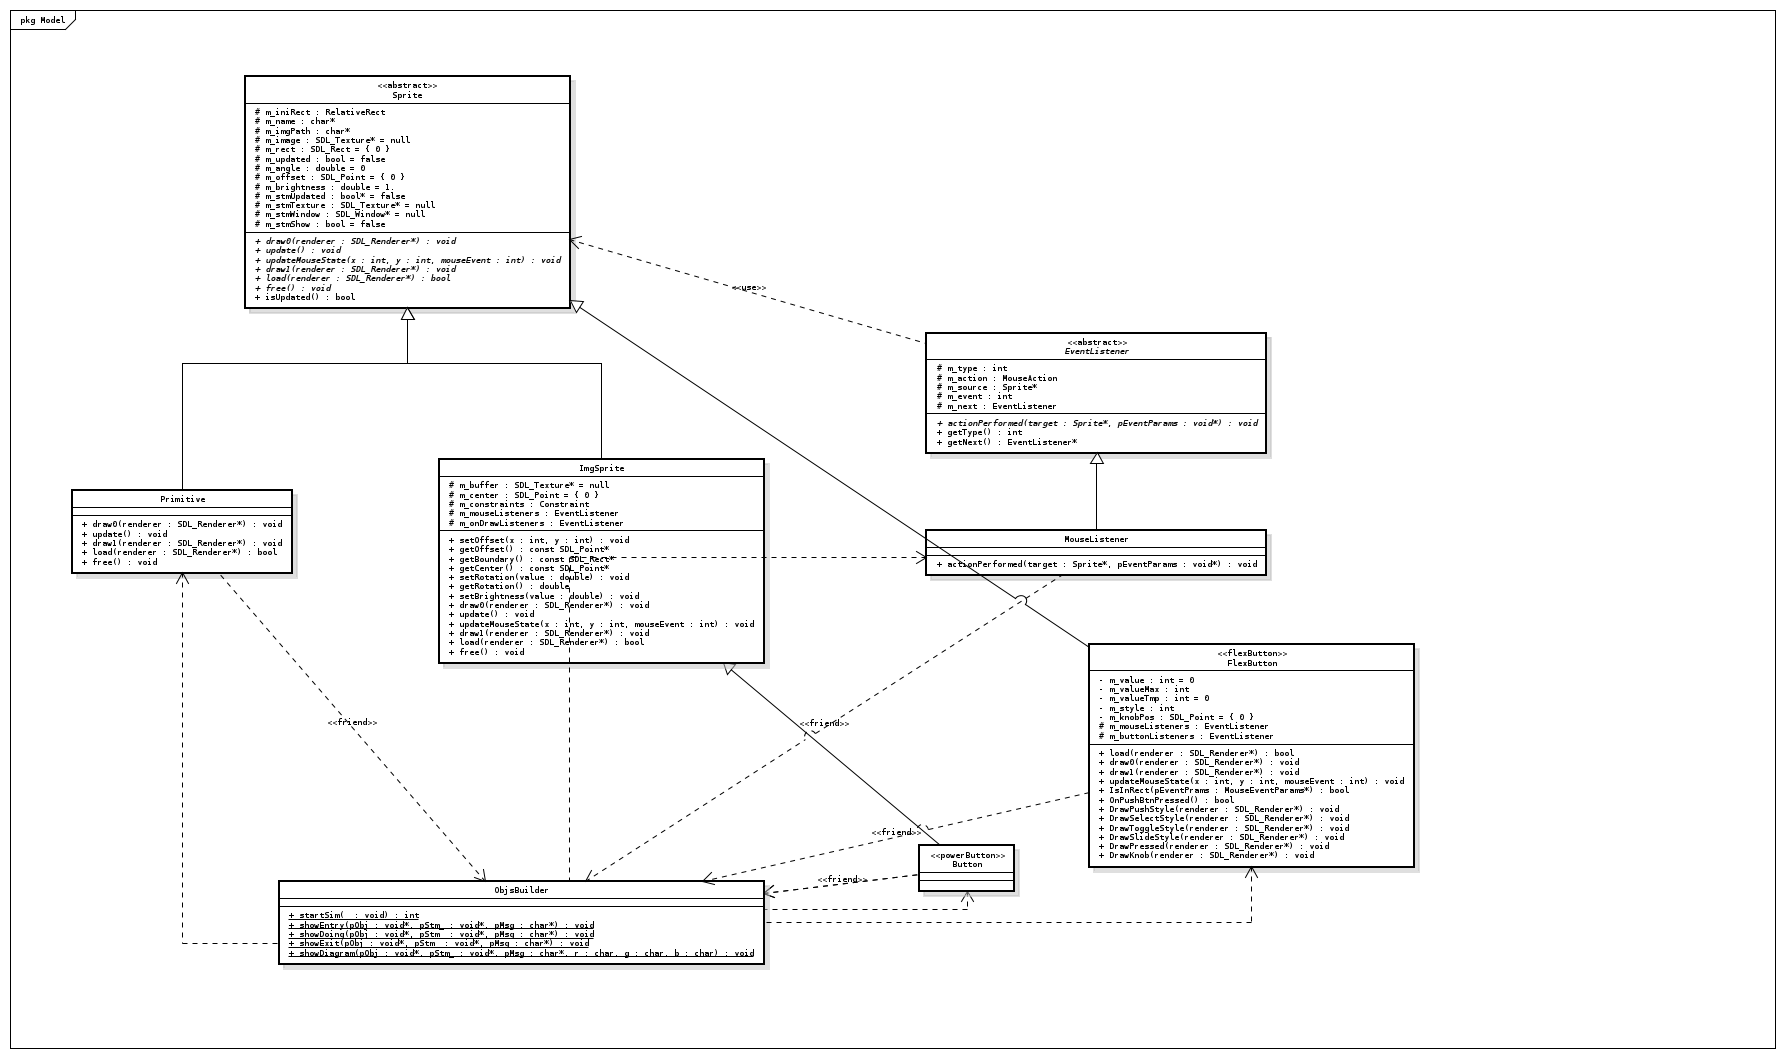 pkg Model
<<abstract>>
Sprite
# m_iniRect : RelativeRect
# m_name : char*
# m_imgPath : char*
# m_image : SDL_Texture* = null
# m_rect : SDL_Rect = { 0 }
# m_updated : bool = false
# m_angle : double = 0
# m_offset : SDL_Point = { 0 }
# m_brightness : double = 1.
# m_stmUpdated : bool* = false
# m_stmTexture : SDL_Texture* = null
# m_stmWindow : SDL_Window* = null
# m_stmShow : bool = false
+ draw0(renderer : SDL_Renderer*) : void
+ update() : void
+ updateMouseState(x : int, y : int, mouseEvent : int) : void
+ draw1(renderer : SDL_Renderer*) : void
+ load(renderer : SDL_Renderer*) : bool
+ free() : void
+ isUpdated() : bool
<<use>>
<<abstract>>
EventListener
# m_type : int
# m_action : MouseAction
# m_source : Sprite*
# m_event : int
# m_next : EventListener
+ actionPerformed(target : Sprite*, pEventParams : void*) : void
+ getType() : int
+ getNext() : EventListener*
Primitive
+ draw0(renderer : SDL_Renderer*) : void
+ update() : void
+ draw1(renderer : SDL_Renderer*) : void
+ load(renderer : SDL_Renderer*) : bool
+ free() : void
ImgSprite
# m_buffer : SDL_Texture* = null
# m_center : SDL_Point = { 0 }
# m_constraints : Constraint
# m_mouseListeners : EventListener
# m_onDrawListeners : EventListener
+ setOffset(x : int, y : int) : void
+ getOffset() : const SDL_Point*
+ getBoundary() : const SDL_Rect*
+ getCenter() : const SDL_Point*
+ setRotation(value : double) : void
+ getRotation() : double
+ setBrightness(value : double) : void
+ draw0(renderer : SDL_Renderer*) : void
+ update() : void
+ updateMouseState(x : int, y : int, mouseEvent : int) : void
+ draw1(renderer : SDL_Renderer*) : void
+ load(renderer : SDL_Renderer*) : bool
+ free() : void
MouseListener
+ actionPerformed(target : Sprite*, pEventParams : void*) : void
<<flexButton>>
FlexButton
- m_value : int = 0
- m_valueMax : int
- m_valueTmp : int = 0
- m_style : int
- m_knobPos : SDL_Point = { 0 }
# m_mouseListeners : EventListener
# m_buttonListeners : EventListener
+ load(renderer : SDL_Renderer*) : bool
+ draw0(renderer : SDL_Renderer*) : void
+ draw1(renderer : SDL_Renderer*) : void
+ updateMouseState(x : int, y : int, mouseEvent : int) : void
+ IsInRect(pEventPrams : MouseEventParams*) : bool
+ OnPushBtnPressed() : bool
+ DrawPushStyle(renderer : SDL_Renderer*) : void
+ DrawSelectStyle(renderer : SDL_Renderer*) : void
+ DrawToggleStyle(renderer : SDL_Renderer*) : void
+ DrawSlideStyle(renderer : SDL_Renderer*) : void
+ DrawPressed(renderer : SDL_Renderer*) : void
+ DrawKnob(renderer : SDL_Renderer*) : void
<<friend>>
<<friend>>
<<friend>>
<<friend>>
<<powerButton>>
Button
ObjsBuilder
+ startSim(_ : void) : int
+ showEntry(pObj : void*, pStm_ : void*, pMsg : char*) : void
+ showDoing(pObj : void*, pStm_ : void*, pMsg : char*) : void
+ showExit(pObj : void*, pStm_ : void*, pMsg : char*) : void
+ showDiagram(pObj : void*, pStm_ : void*, pMsg : char*, r : char, g : char, b : char) : void